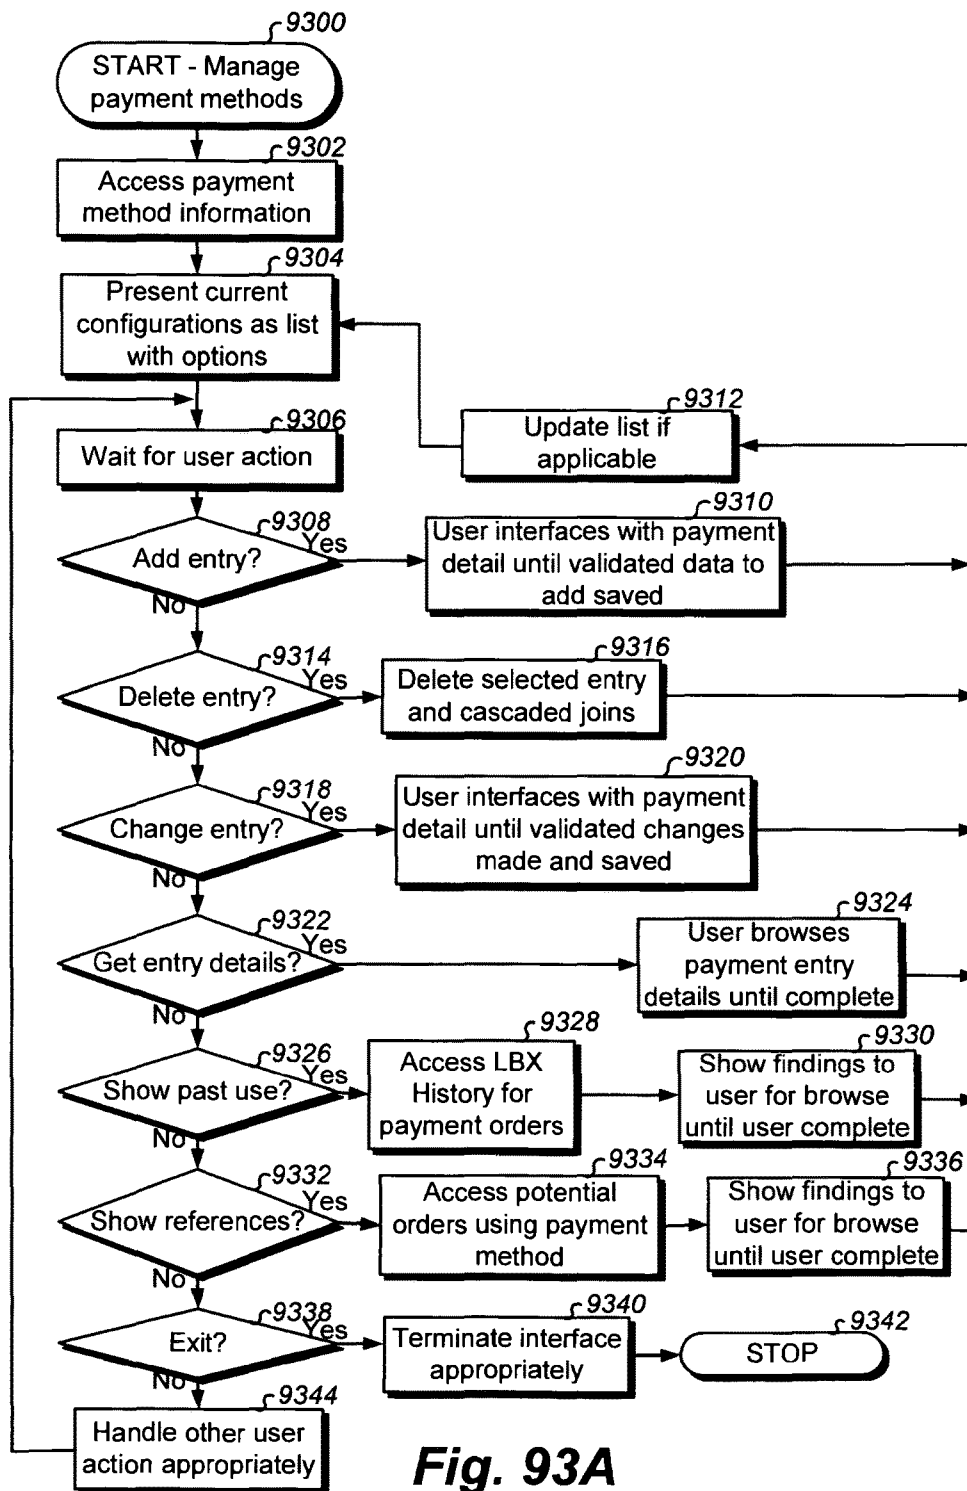 9300
START - Manage
payment methods
9302
Access payment
method information
9304
Present current
configurations as list
with options
9306
Wait for user action
9312
Update list if
applicable
9308
Add entry?
Yes
No
9310
User interfaces with payment
detail until validated data to
add saved
9314
Delete entry?
Yes
No
9316
Delete selected entry
and cascaded joins
9318
Change entry?
Yes
No
9320
User interfaces with payment
detail until validated changes
made and saved
9322
Get entry details?
Yes
No
9324
User browses
payment entry
details until complete
9326
Show past use?
Yes
No
9328
Access LBX
History for
payment orders
9330
Show findings to
user for browse
until user complete
9332
Show references?
Yes
No
9334
Access potential
orders using payment
method
9336
Show findings to
user for browse
until user complete
9338
Exit?
Yes
No
9340
Terminate interface
appropriately
9342
STOP
9344
Handle other user
action appropriately
Fig. 93A